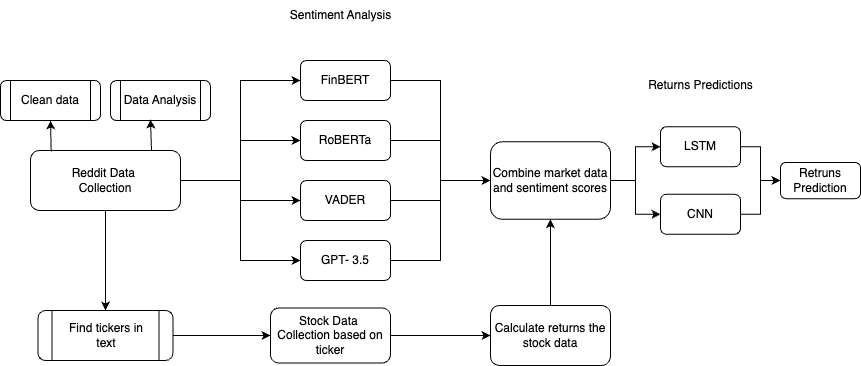 Sentiment Analysis
FinBERT
Returns Predictions
Clean data
Data Analysis
RoBERTa
LSTM
Reddit Data
Collection
Combine market data
and sentiment scores
Retruns
Prediction
VADER
CNN
GPT- 3.5
Find tickers in
text
Stock Data
Collection based on
ticker
Calculate returns the
stock data